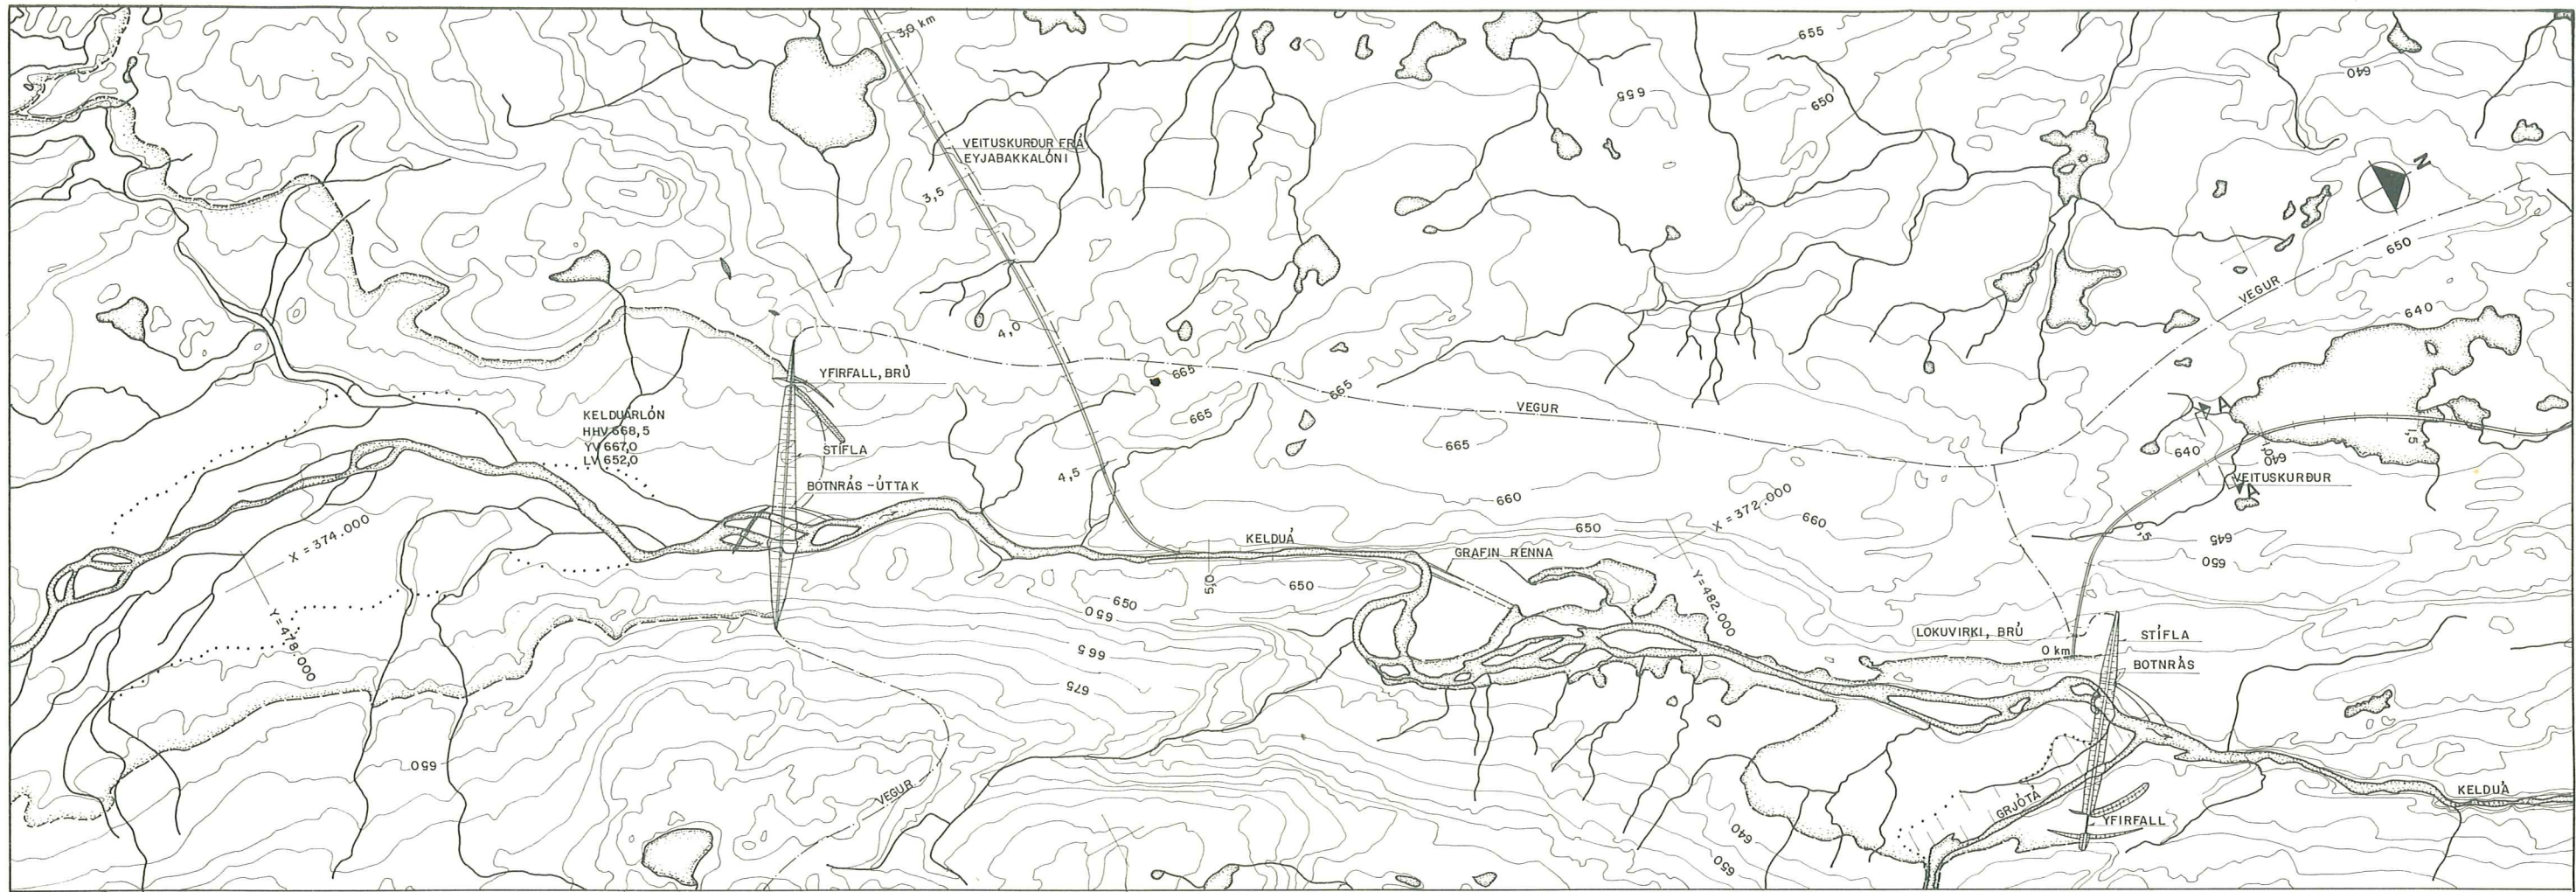 3,0 km
655
640
655
650
VEITUSKURÐUR FRÁ
EYJABAKKALÓNI
N
3,5
650
VEGUR
640
4,0
665
665
YFIRFALL, BRÚ
VEGUR
665
665
A
KELDUÁRLÓN
HHV 668,5
YV 667,0
LV 652,0
STÍFLA
640
1,5
1,0
640
4,5
BOTNRÁS - ÚTTAK
VEITUSKURÐUR
A
660
X = 372.000
660
650
0,5
645
650
X = 374.000
KELDUÁ
GRAFIN RENNA
5,0
650
650
650
Y = 482.000
Y = 478.000
LOKUVIRKI, BRÚ
STÍFLA
0 km
665
BOTNRÁS
675
650
VEGUR
KELDUÁ
GRJÓTÁ
YFIRFALL
640
650